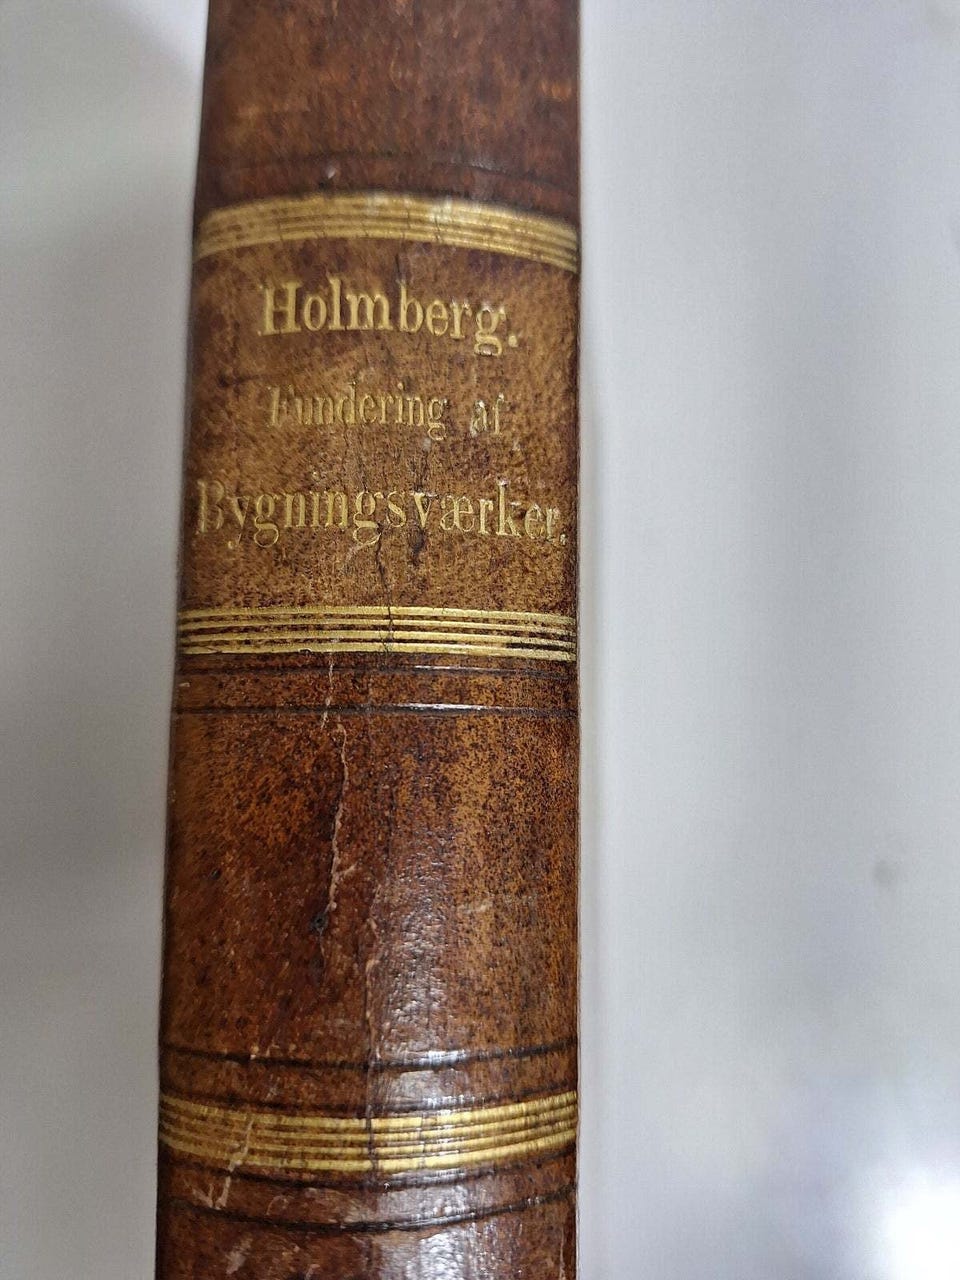 Holmberg.
Fundering af
Bygningsværker.